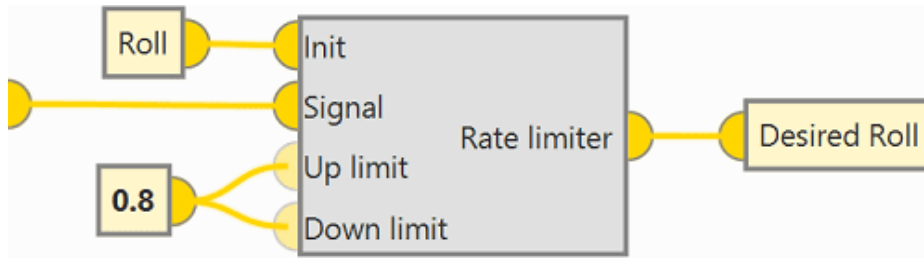 Roll
Init
Signal
Rate limiter
Desired Roll
Up limit
0.8
Down limit